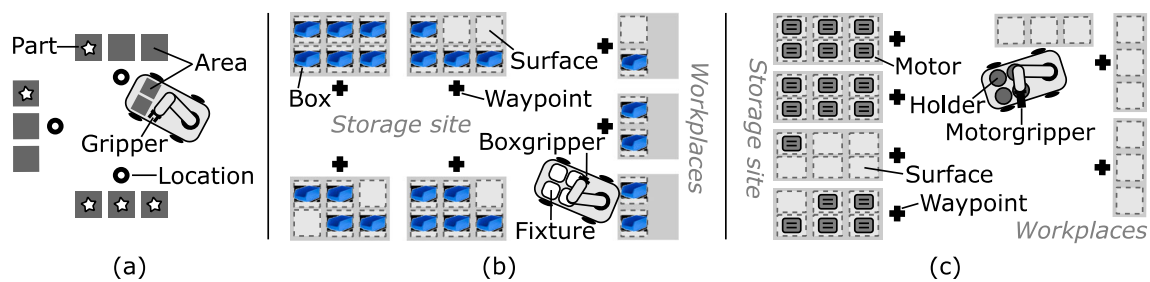 Part
Area
Gripper
Location
(a)
Box
Surface
Waypoint
Storage site
Boxgripper
Fixture
Workplaces
(b)
Storage site
Motor
Holder
Motorgripper
Surface
Waypoint
Workplaces
(c)